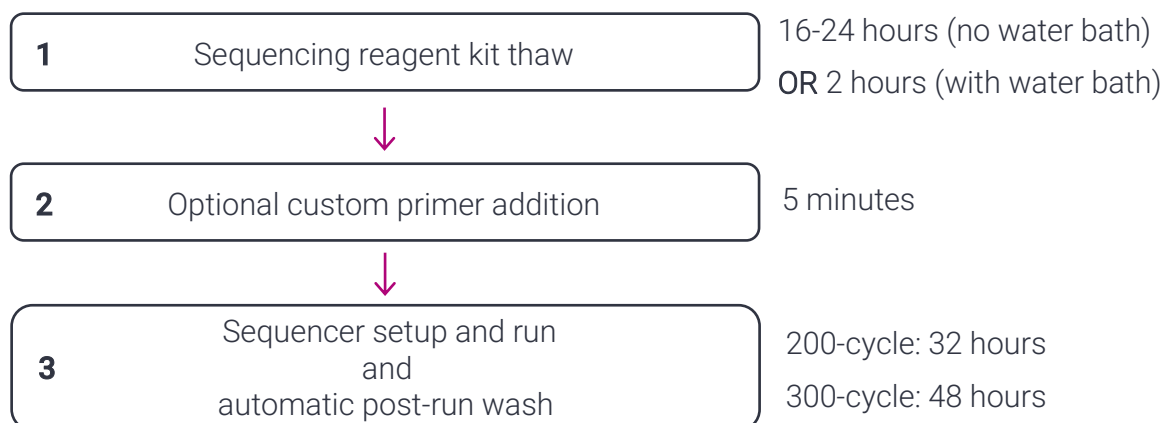 1 Sequencing reagent kit thaw
16-24 hours (no water bath)
OR 2 hours (with water bath)
2 Optional custom primer addition
5 minutes
3
Sequencer setup and run
and
automatic post-run wash
200-cycle: 32 hours
300-cycle: 48 hours